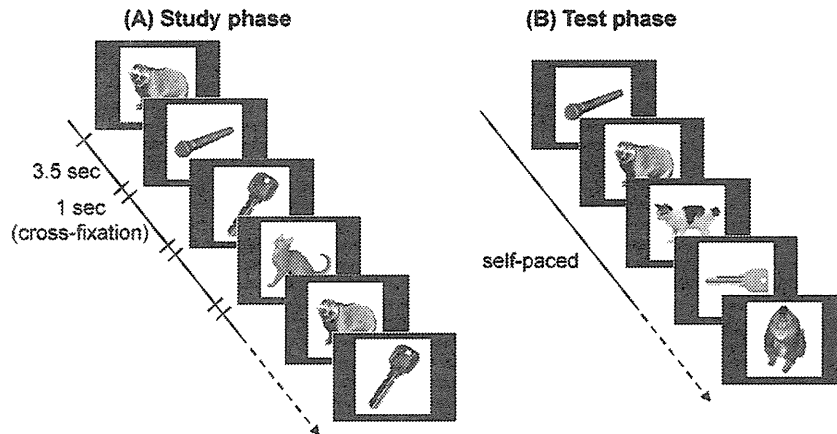 (A) Study phase
(B) Test phase
3.5 sec
1 sec
(cross-fixation)
self-paced